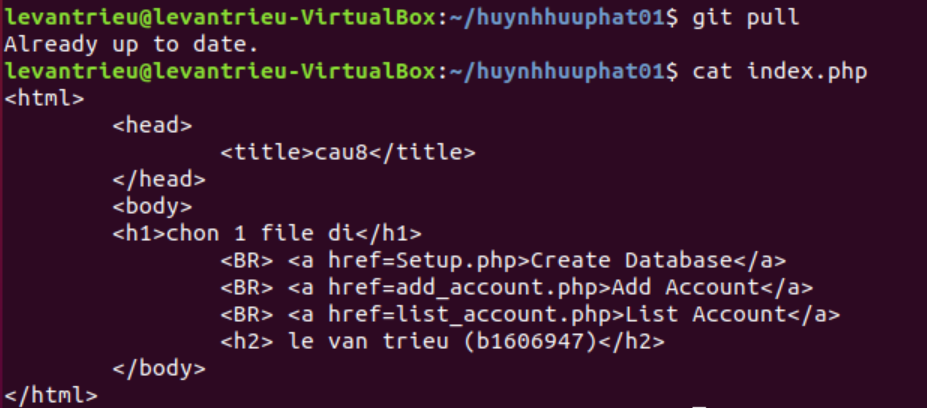 levantrieu@levantrieu-VirtualBox:~/huynhhuuphat01$ git pull
Already up to date.
levantrieu@levantrieu-VirtualBox:~/huynhhuuphat01$ cat index.php
<html>
        <head>
                <title>cau8</title>
        </head>
        <body>
        <h1>chon 1 file di</h1>
                <BR> <a href=Setup.php>Create Database</a>
                <BR> <a href=add_account.php>Add Account</a>
                <BR> <a href=list_account.php>List Account</a>
                <h2> le van trieu (b1606947)</h2>
        </body>
</html>